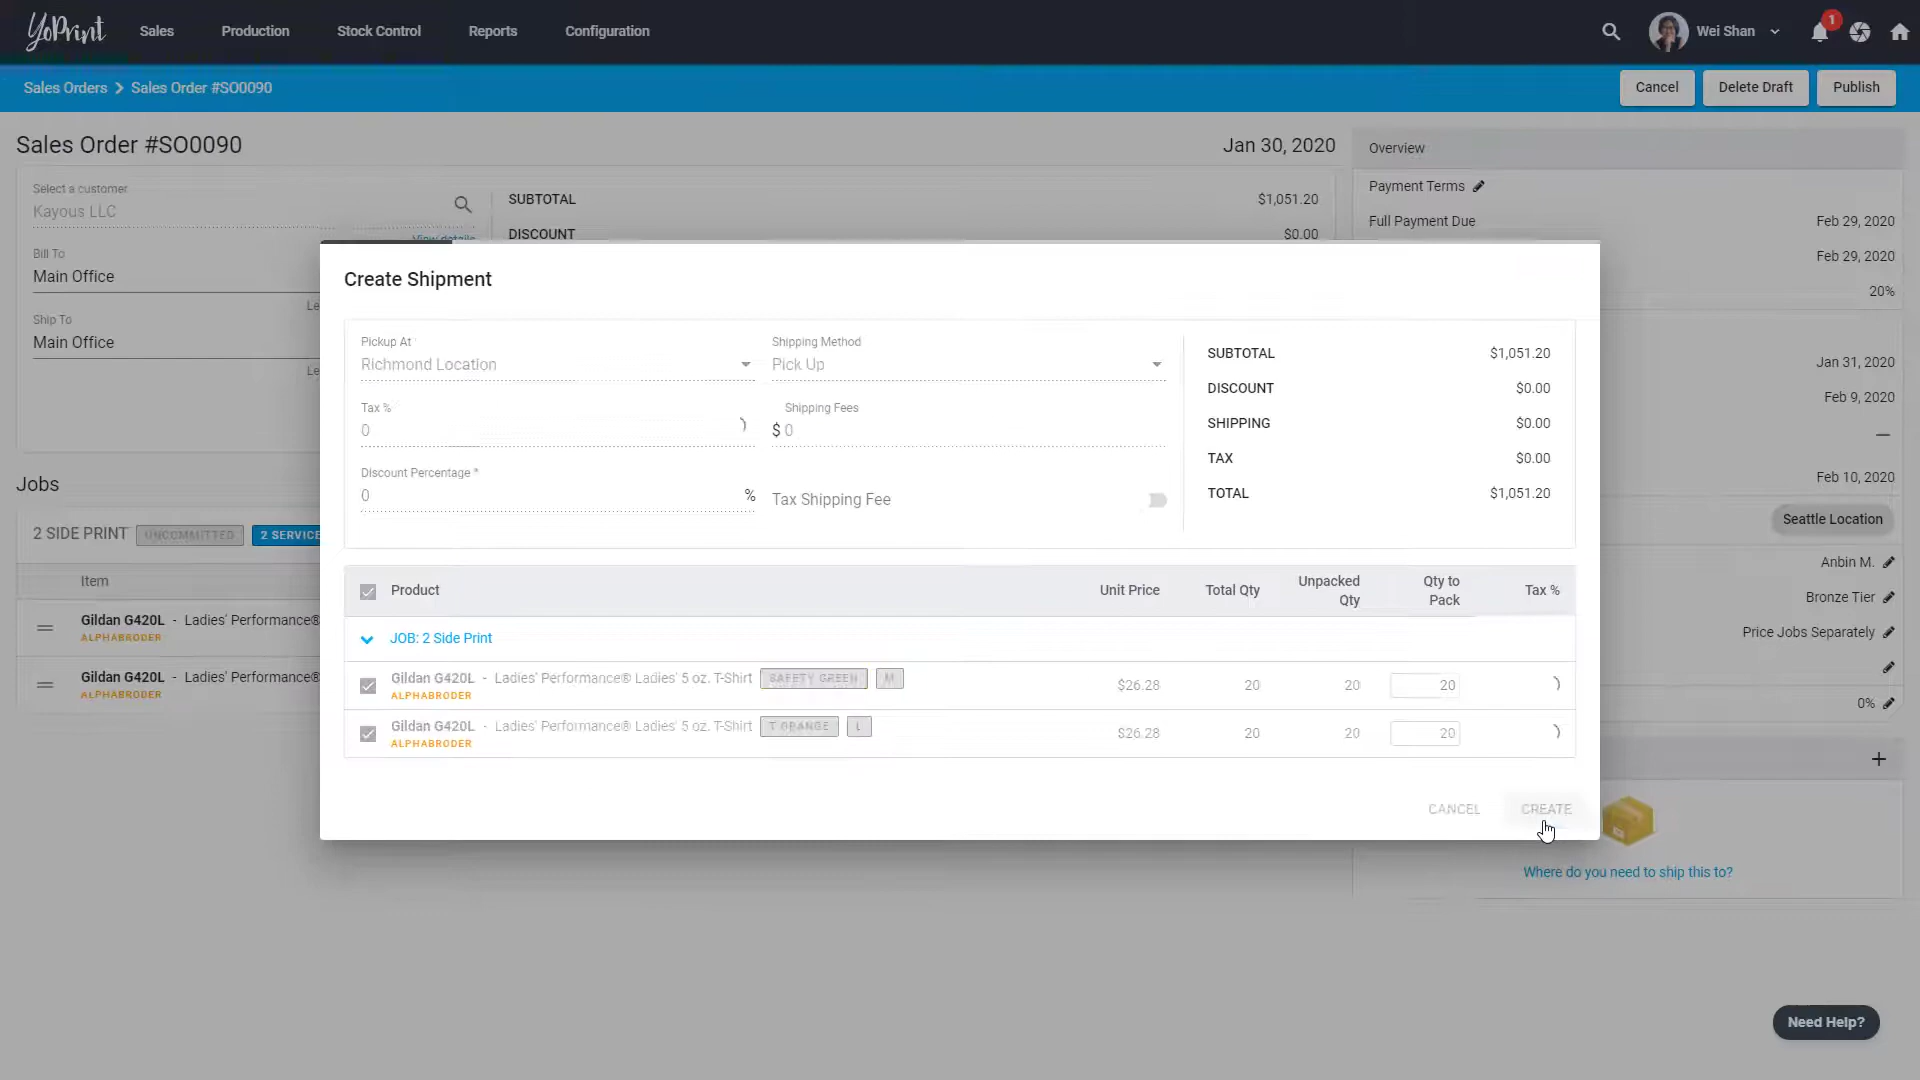 YoPrint
Sales
Production
Stock Control
Reports
Configuration
Wei Shan
1
Sales Orders
Sales Order #SO0090
Cancel
Delete Draft
Publish
Sales Order #SO0090
Jan 30, 2020
Select a customer
Kayous LLC
View details
Bill To
Main Office
Le
Ship To
Main Office
Le
SUBTOTAL $1,051.20
DISCOUNT $0.00
Overview
Payment Terms
Full Payment Due Feb 29, 2020
Feb 29, 2020
20%
Jan 31, 2020
Feb 9, 2020
—
Feb 10, 2020
Seattle Location
Anbin M.
Bronze Tier
Price Jobs Separately
0%
Where do you need to ship this to?
Jobs
2 SIDE PRINT UNCOMMITTED 2 SERVICE
Item
Gildan G420L - Ladies' Performance®
ALPHABRODER
Gildan G420L - Ladies' Performance®
ALPHABRODER
Create Shipment
Pickup At
Richmond Location
Shipping Method
Pick Up
Tax %
0
Shipping Fees
$ 0
Discount Percentage *
0 %
Tax Shipping Fee
SUBTOTAL $1,051.20
DISCOUNT $0.00
SHIPPING $0.00
TAX $0.00
TOTAL $1,051.20
Product Unit Price Total Qty Unpacked Qty Qty to Pack Tax %
JOB: 2 Side Print
Gildan G420L - Ladies' Performance® Ladies' 5 oz. T-Shirt SAFETY GREEN M $26.28 20 20 20
ALPHABRODER
Gildan G420L - Ladies' Performance® Ladies' 5 oz. T-Shirt T ORANGE L $26.28 20 20 20
ALPHABRODER
CANCEL
CREATE
Need Help?